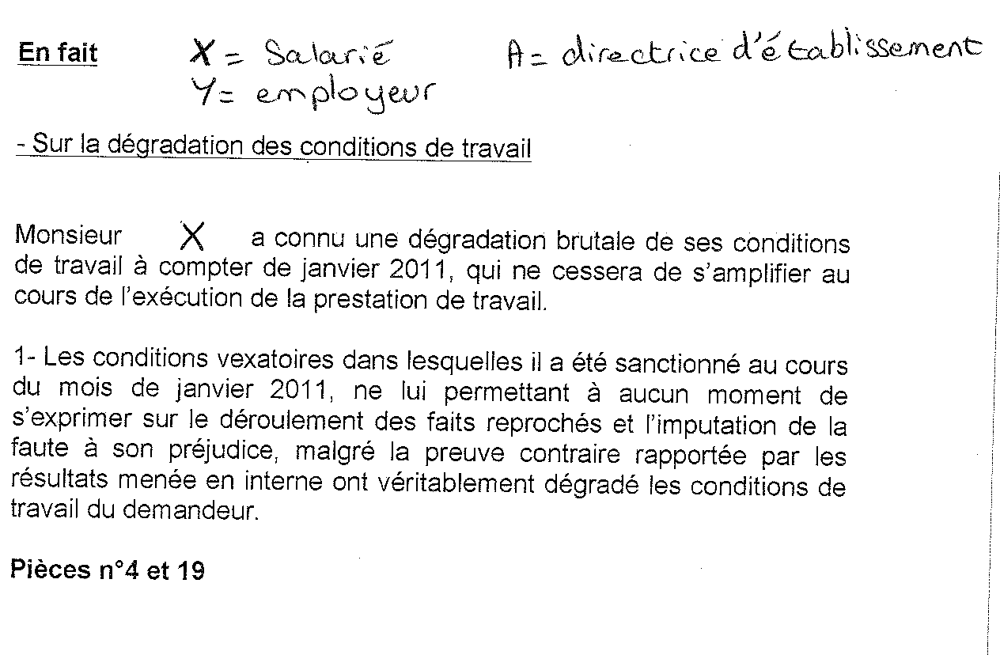 En fait X = Salarié A = directrice d'établissement
Y = employeur
- Sur la dégradation des conditions de travail
Monsieur X a connu une dégradation brutale de ses conditions
de travail à compter de janvier 2011, qui ne cessera de s'amplifier au
cours de l'exécution de la prestation de travail.
1- Les conditions vexatoires dans lesquelles il a été sanctionné au cours
du mois de janvier 2011, ne lui permettant à aucun moment de
s'exprimer sur le déroulement des faits reprochés et l'imputation de la
faute à son préjudice, malgré la preuve contraire rapportée par les
résultats menée en interne ont véritablement dégradé les conditions de
travail du demandeur.
Pièces n°4 et 19